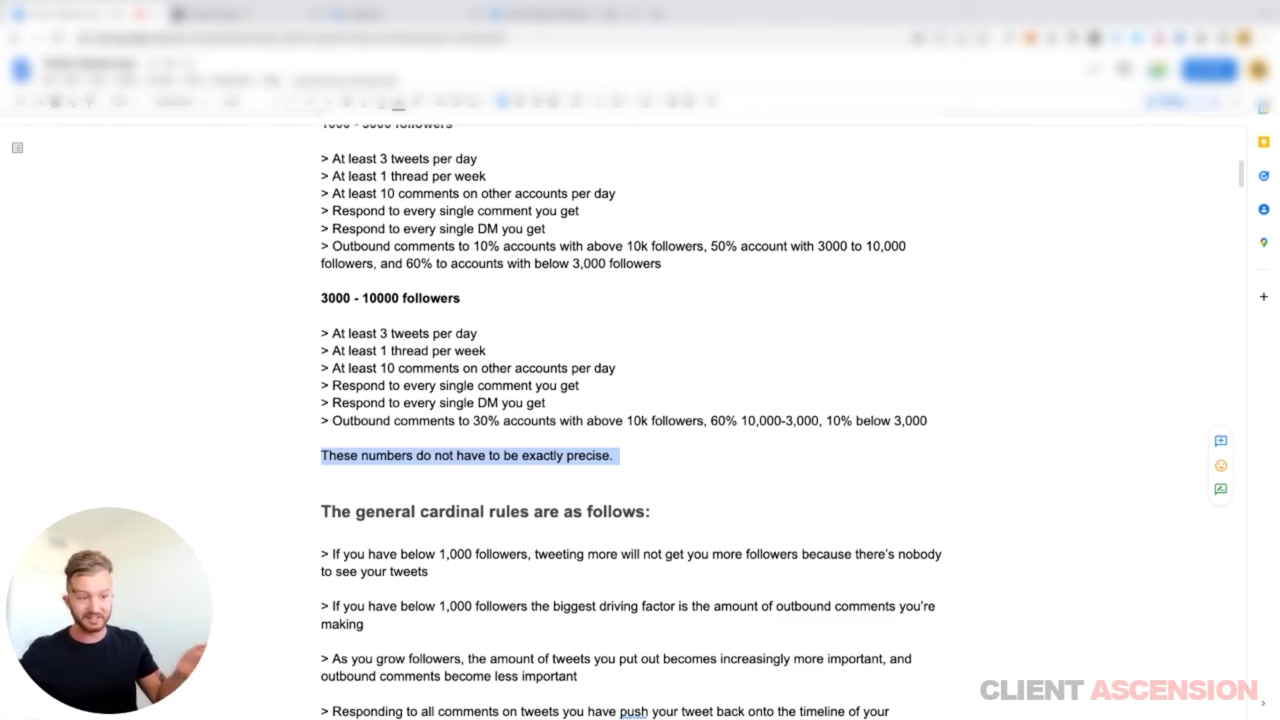 1000 - 3000 followers
> At least 3 tweets per day
> At least 1 thread per week
> At least 10 comments on other accounts per day
> Respond to every single comment you get
> Respond to every single DM you get
> Outbound comments to 10% accounts with above 10k followers, 50% account with 3000 to 10,000
followers, and 60% to accounts with below 3,000 followers
3000 - 10000 followers
> At least 3 tweets per day
> At least 1 thread per week
> At least 10 comments on other accounts per day
> Respond to every single comment you get
> Respond to every single DM you get
> Outbound comments to 30% accounts with above 10k followers, 60% 10,000-3,000, 10% below 3,000
These numbers do not have to be exactly precise.
The general cardinal rules are as follows:
> If you have below 1,000 followers, tweeting more will not get you more followers because there's nobody
to see your tweets
> If you have below 1,000 followers the biggest driving factor is the amount of outbound comments you're
making
> As you grow followers, the amount of tweets you put out becomes increasingly more important, and
outbound comments become less important
> Responding to all comments on tweets you have push your tweet back onto the timeline of your
CLIENT ASCENSION